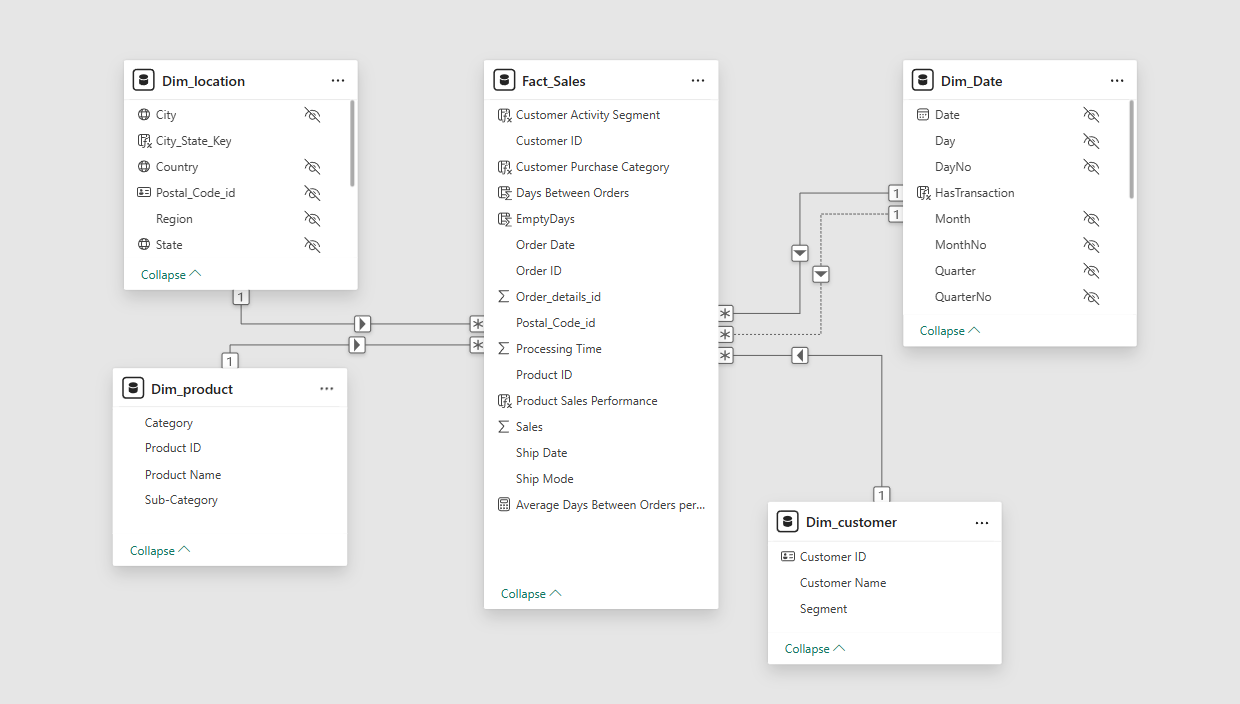 Dim_location
City
City_State_Key
Country
Postal_Code_id
Region
State
Collapse
1
Dim_product
Category
Product ID
Product Name
Sub-Category
Collapse
1
Fact_Sales
Customer Activity Segment
Customer ID
Customer Purchase Category
Days Between Orders
EmptyDays
Order Date
Order ID
Order_details_id
Postal_Code_id
Processing Time
Product ID
Product Sales Performance
Sales
Ship Date
Ship Mode
Average Days Between Orders per...
Collapse
*
*
*
*
*
Dim_Date
Date
Day
DayNo
HasTransaction
Month
MonthNo
Quarter
QuarterNo
Collapse
1
1
Dim_customer
Customer ID
Customer Name
Segment
Collapse
1